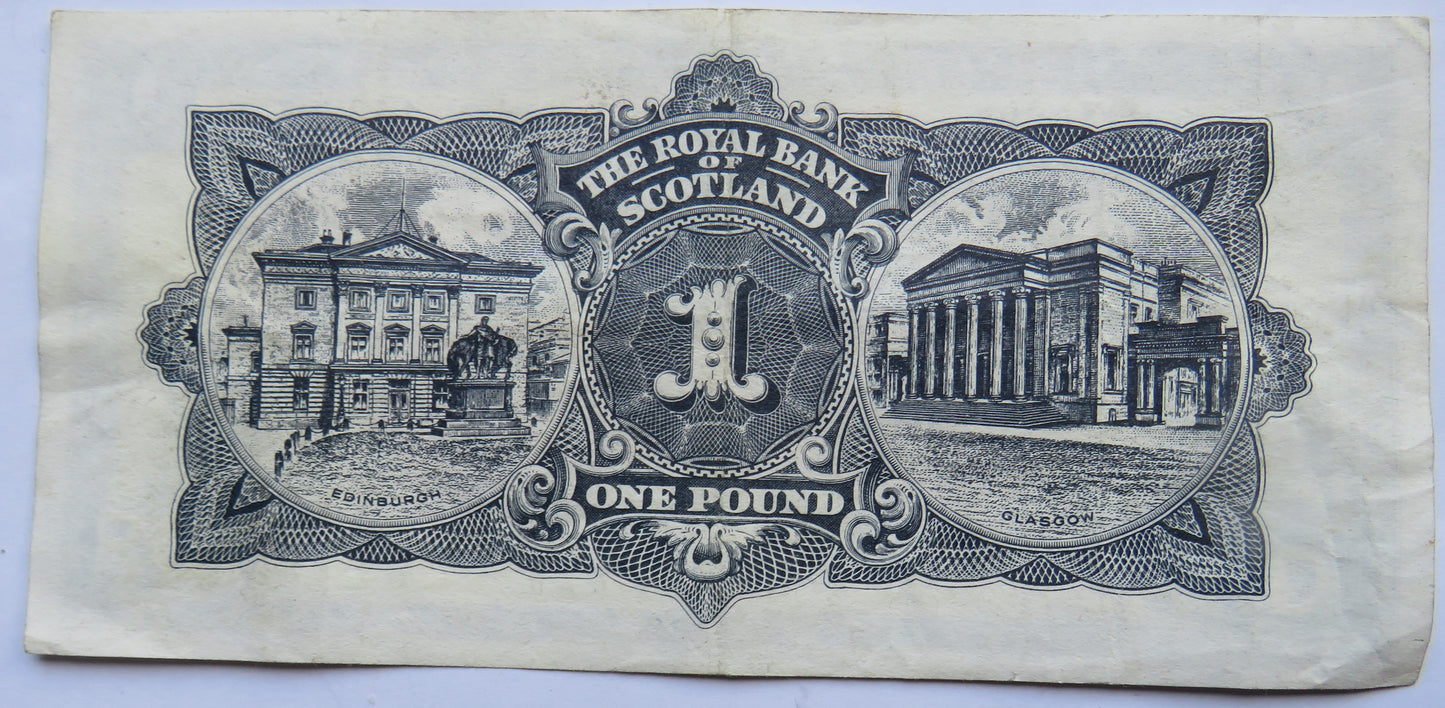 THE ROYAL BANK
OF
SCOTLAND
1
ONE POUND
EDINBURGH
GLASGOW